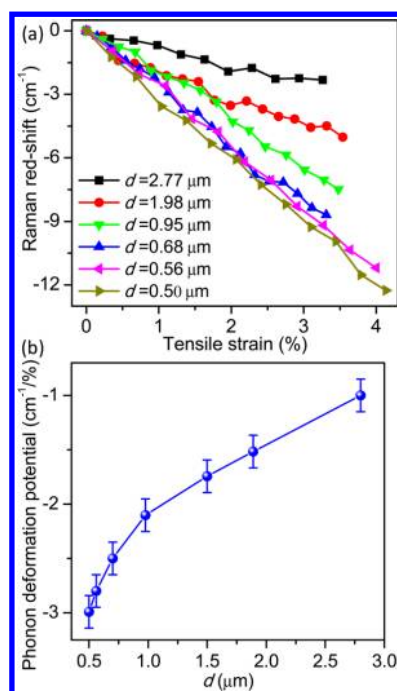 (a)
Raman red-shift (cm⁻¹)
0
-3
-6
-9
-12
d=2.77 μm
d=1.98 μm
d=0.95 μm
d=0.68 μm
d=0.56 μm
d=0.50 μm
0 1 2 3 4
Tensile strain (%)
(b)
Phonon deformation potential (cm⁻¹/%)
-1
-2
-3
0.5 1.0 1.5 2.0 2.5 3.0
d (μm)